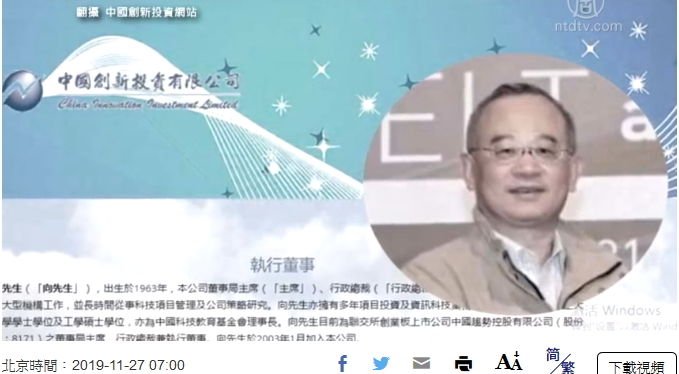 翻攝 中國創新投資網站
ntdtv.com
中國創新投資有限公司
China Innovation Investment Limited
執行董事
先生(「向先生」),出生於1963年,本公司董事局主席(「主席」)、行政總裁(「行政總
大型機構工作,並長時間從事科技項目管理及公司策略研究。向先生亦擁有多年項目投資及資訊科技
學學士學位及工學碩士學位,亦為中國科技教育基金會理事長。向先生目前為聯交所創業板上市公司中國趨勢控股有限公司(股份
:8171)之董事局主席、行政總裁兼執行董事。向先生於2003年1月加入本公司。
Windows
北京時間:2019-11-27 07:00
简/繁
下載視頻